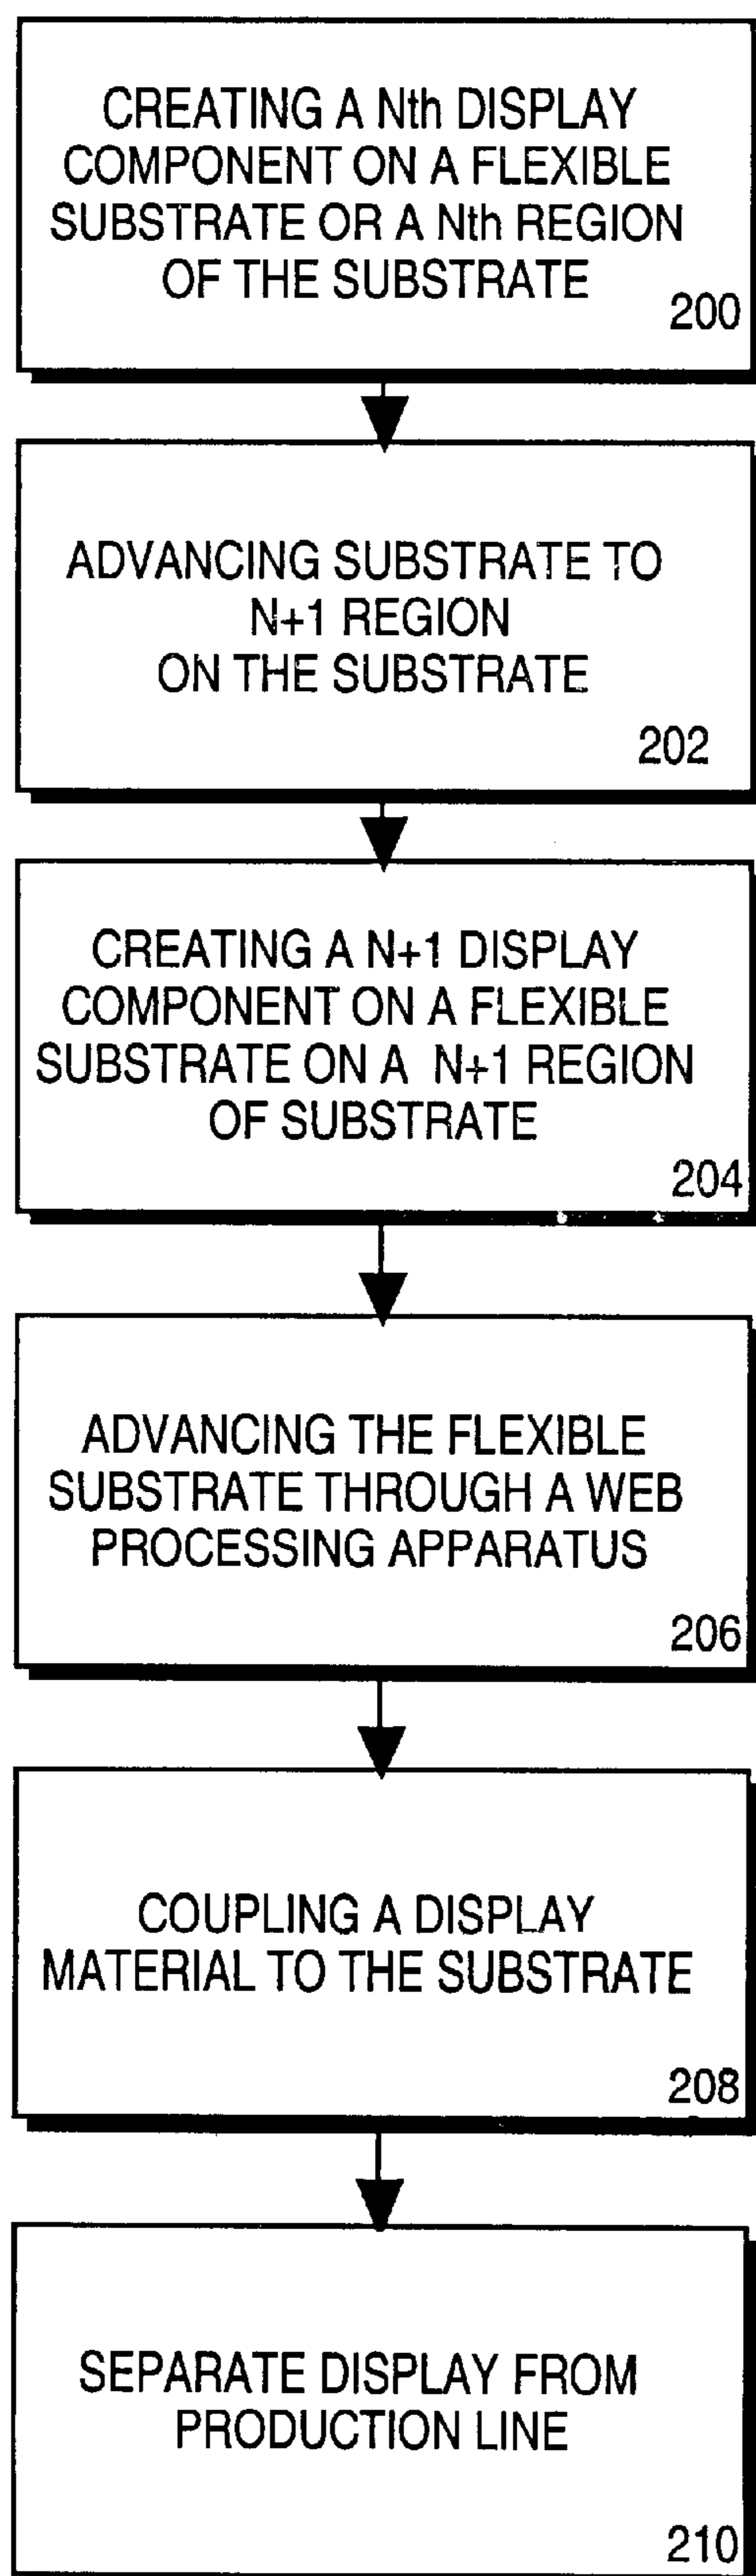 CREATING A Nth DISPLAY
COMPONENT ON A FLEXIBLE
SUBSTRATE OR A Nth REGION
OF THE SUBSTRATE
200
ADVANCING SUBSTRATE TO
N+1 REGION
ON THE SUBSTRATE
202
CREATING A N+1 DISPLAY
COMPONENT ON A FLEXIBLE
SUBSTRATE ON A N+1 REGION
OF SUBSTRATE
204
ADVANCING THE FLEXIBLE
SUBSTRATE THROUGH A WEB
PROCESSING APPARATUS
206
COUPLING A DISPLAY
MATERIAL TO THE SUBSTRATE
208
SEPARATE DISPLAY FROM
PRODUCTION LINE
210